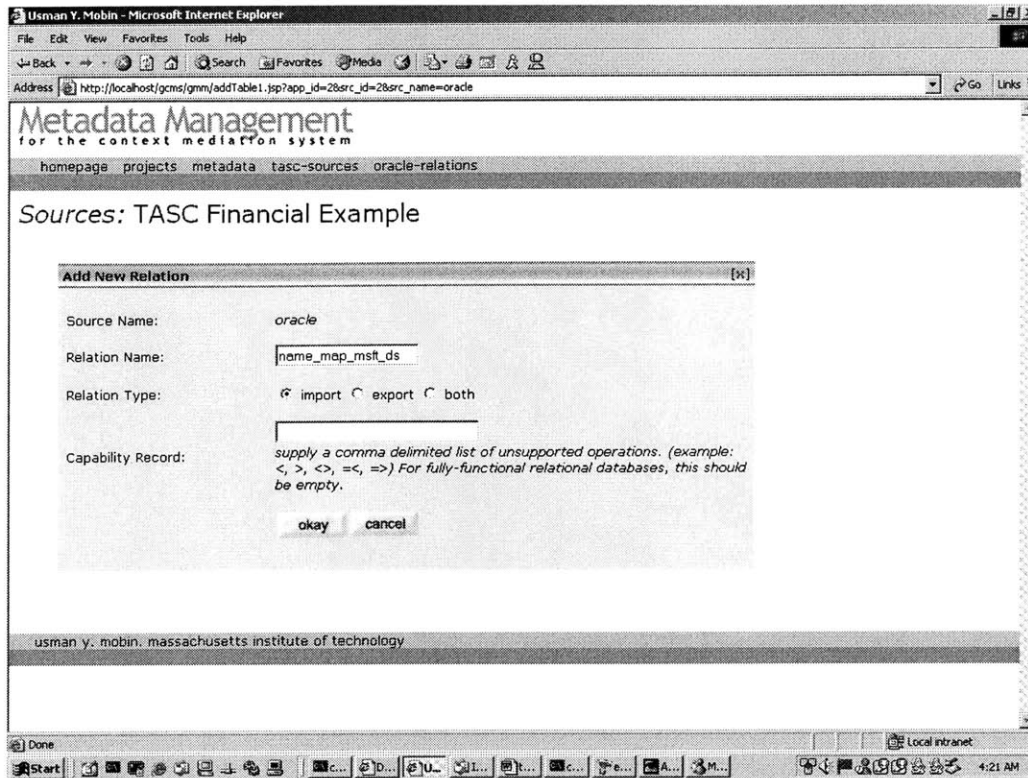 Usman Y. Mobin - Microsoft Internet Explorer
File Edit View Favorites Tools Help
Back Search Favorites Media
Address http://localhost/gcms/gmm/addTable1.jsp?app_id=2&src_id=2&src_name=oracle Go Links
Metadata Management
for the context mediation system
homepage projects metadata tasc-sources oracle-relations
Sources: TASC Financial Example
Add New Relation [x]
Source Name: oracle
Relation Name: name_map_msft_ds
Relation Type: import export both
Capability Record:
supply a comma delimited list of unsupported operations. (example:
<, >, <>, =<, =>) For fully-functional relational databases, this should
be empty.
okay cancel
usman y. mobin. massachusetts institute of technology
Done Local intranet
Start c... D... U... I... t... c... e... A... M... 4:21 AM